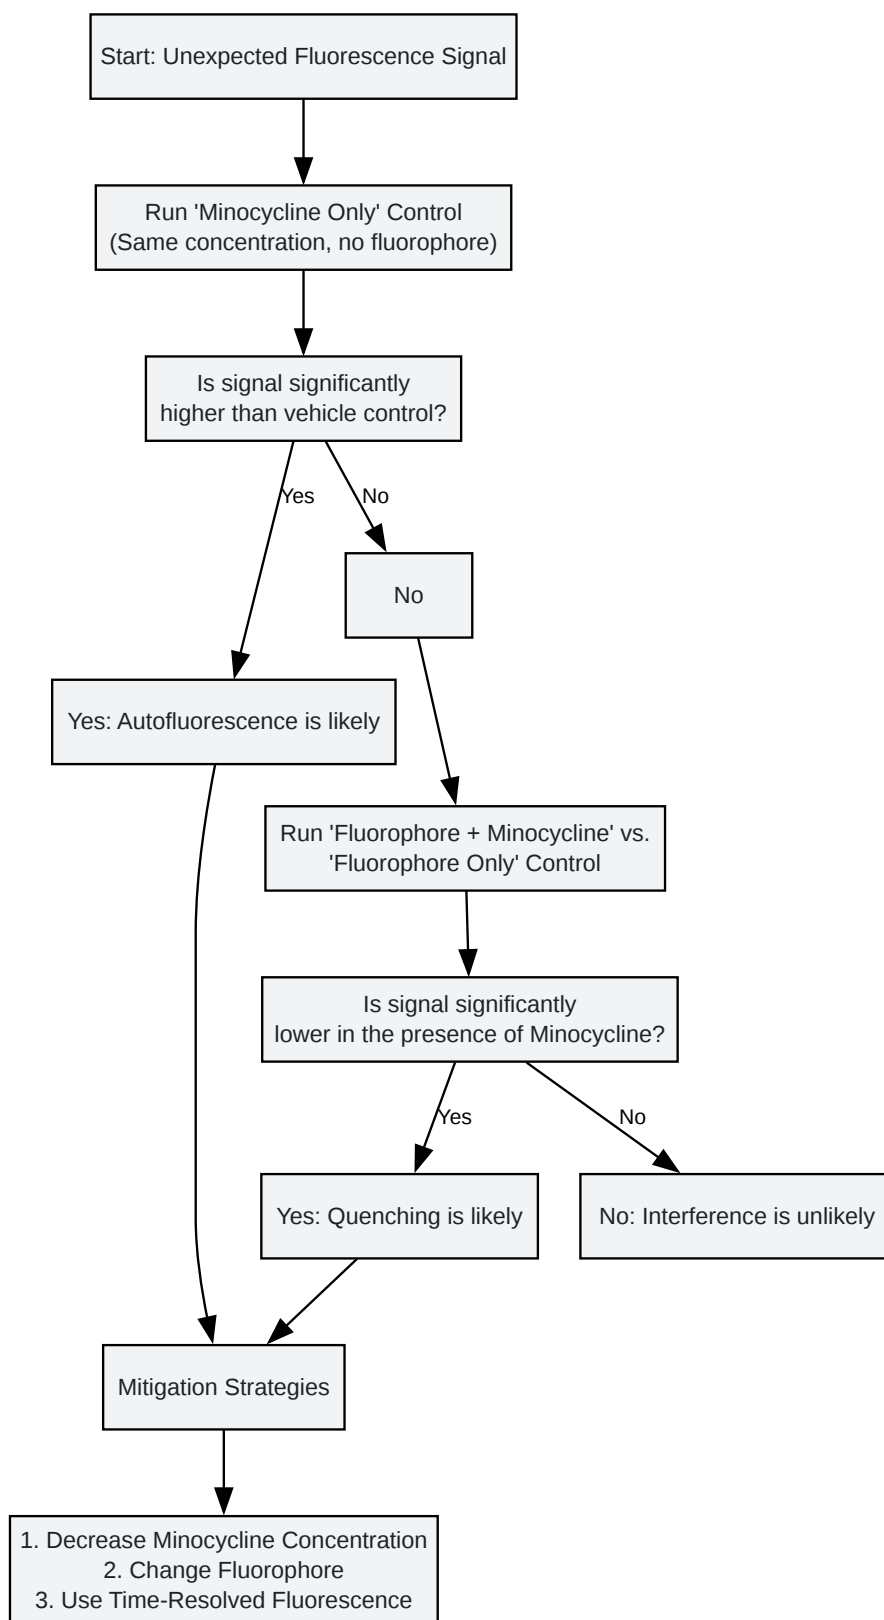 Start: Unexpected Fluorescence Signal
Run 'Minocycline Only' Control
(Same concentration, no fluorophore)
Is signal significantly
higher than vehicle control?
Yes
No
No
Yes: Autofluorescence is likely
Run 'Fluorophore + Minocycline' vs.
'Fluorophore Only' Control
Is signal significantly
lower in the presence of Minocycline?
Yes
No
Yes: Quenching is likely
No: Interference is unlikely
Mitigation Strategies
1. Decrease Minocycline Concentration
2. Change Fluorophore
3. Use Time-Resolved Fluorescence